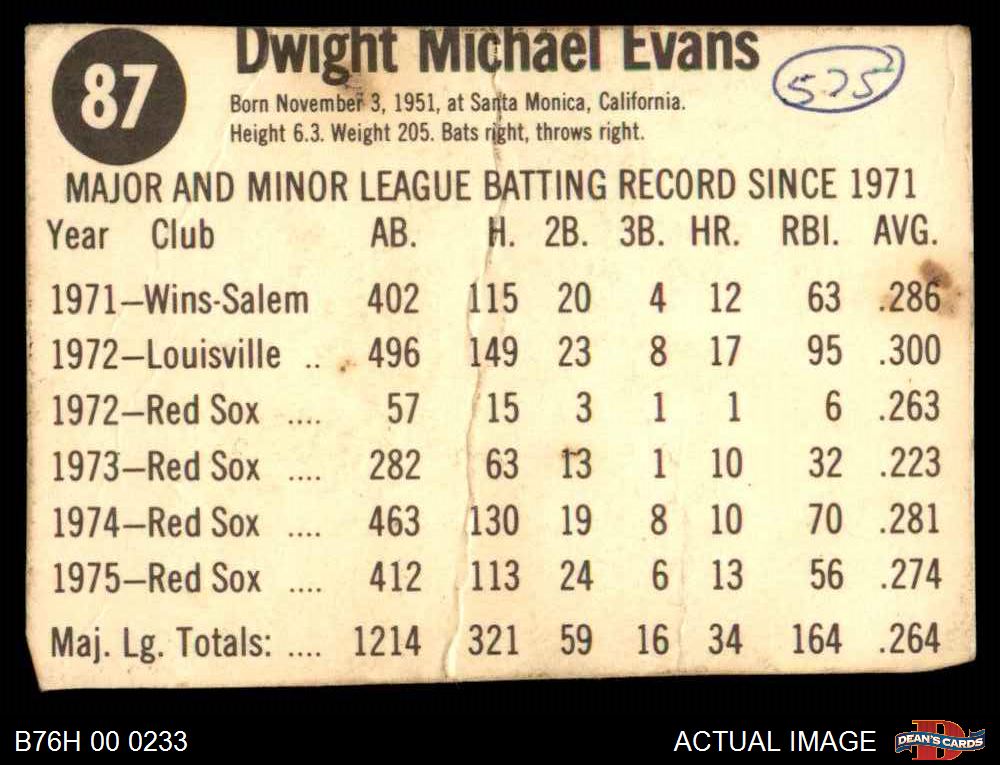 87
Dwight Michael Evans
575
Born November 3, 1951, at Santa Monica, California.
Height 6.3. Weight 205. Bats right, throws right.
MAJOR AND MINOR LEAGUE BATTING RECORD SINCE 1971
Year Club AB. H. 2B. 3B. HR. RBI. AVG.
1971—Wins-Salem 402 115 20 4 12 63 .286
1972—Louisville .. 496 149 23 8 17 95 .300
1972—Red Sox .... 57 15 3 1 1 6 .263
1973—Red Sox .... 282 63 13 1 10 32 .223
1974—Red Sox .... 463 130 19 8 10 70 .281
1975—Red Sox .... 412 113 24 6 13 56 .274
Maj. Lg. Totals: .... 1214 321 59 16 34 164 .264
B76H 00 0233
ACTUAL IMAGE
DEAN'S CARDS